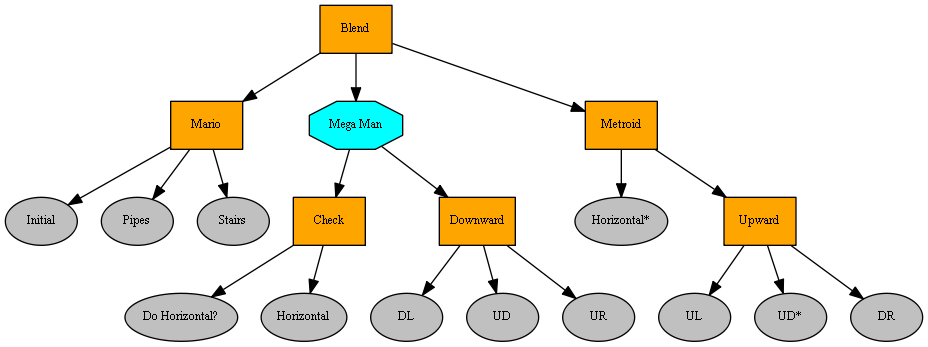 Blend
Mario
Mega Man
Metroid
Initial
Pipes
Stairs
Check
Downward
Horizontal*
Upward
Do Horizontal?
Horizontal
DL
UD
UR
UL
UD*
DR